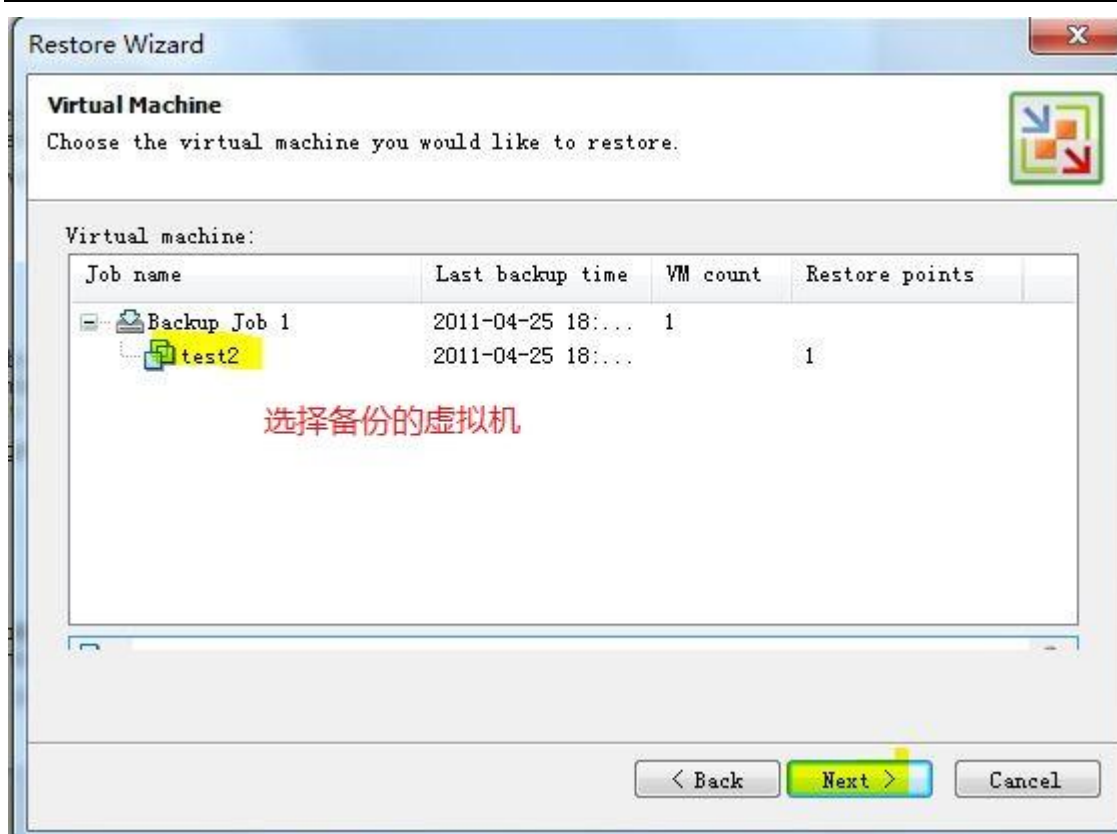 Restore Wizard
Virtual Machine
Choose the virtual machine you would like to restore.
Virtual machine:
Job name Last backup time VM count Restore points
Backup Job 1 2011-04-25 18:... 1
test2 2011-04-25 18:... 1
选择备份的虚拟机
< Back Next > Cancel